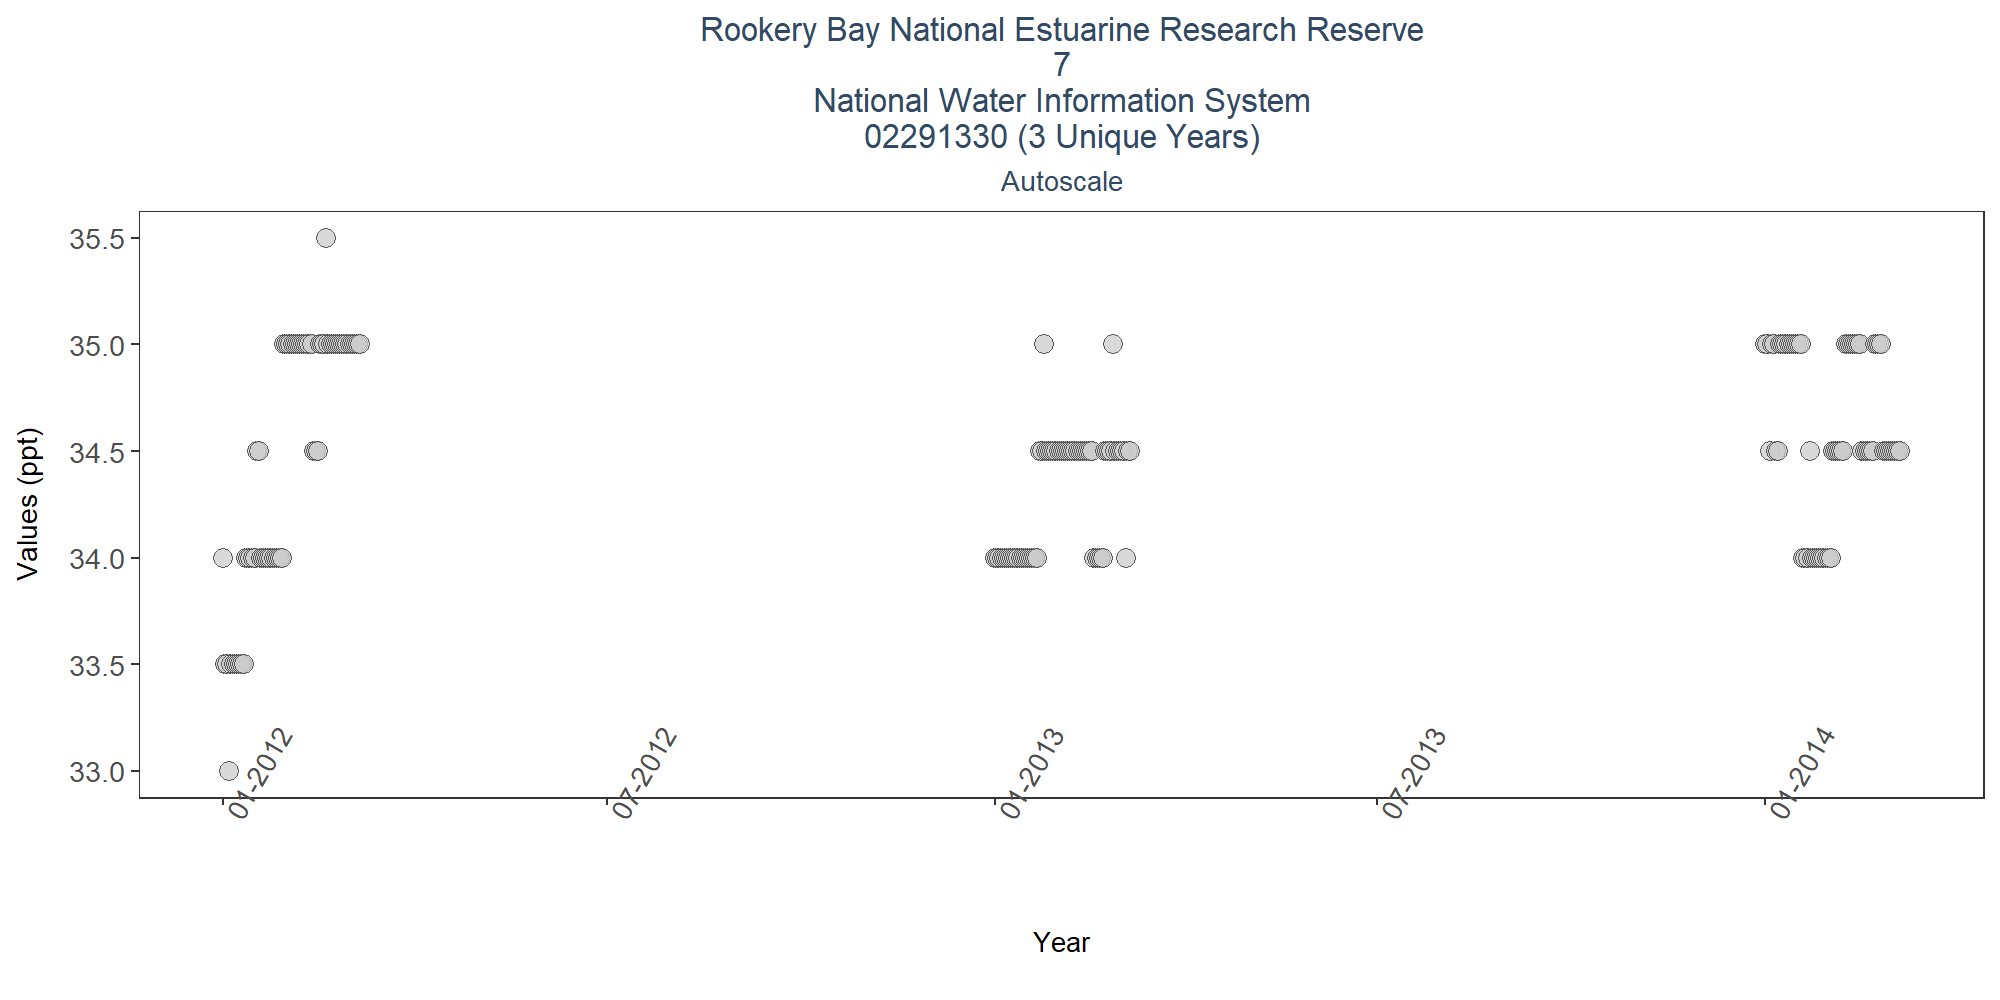 Rookery Bay National Estuarine Research Reserve
7
National Water Information System
02291330 (3 Unique Years)
Autoscale
35.5
35.0
34.5
34.0
33.5
33.0
Values (ppt)
01-2012
07-2012
01-2013
07-2013
01-2014
Year